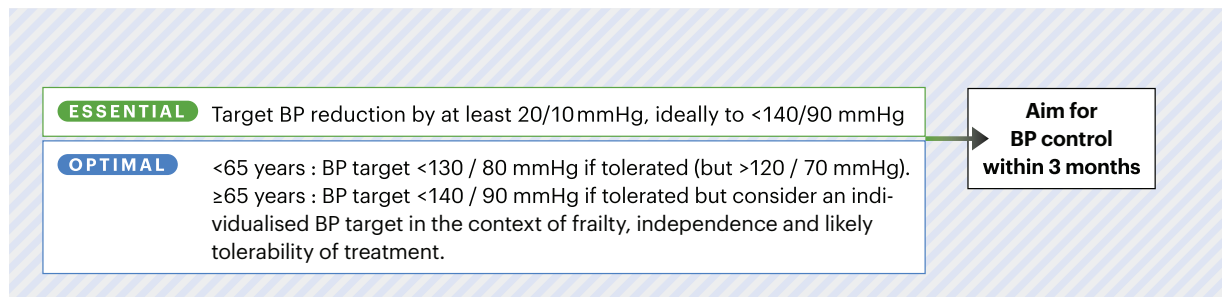 ESSENTIAL Target BP reduction by at least 20/10 mmHg, ideally to <140/90 mmHg
OPTIMAL <65 years : BP target <130 / 80 mmHg if tolerated (but >120 / 70 mmHg).
≥65 years : BP target <140 / 90 mmHg if tolerated but consider an indi-
vidualised BP target in the context of frailty, independence and likely
tolerability of treatment.
Aim for
BP control
within 3 months